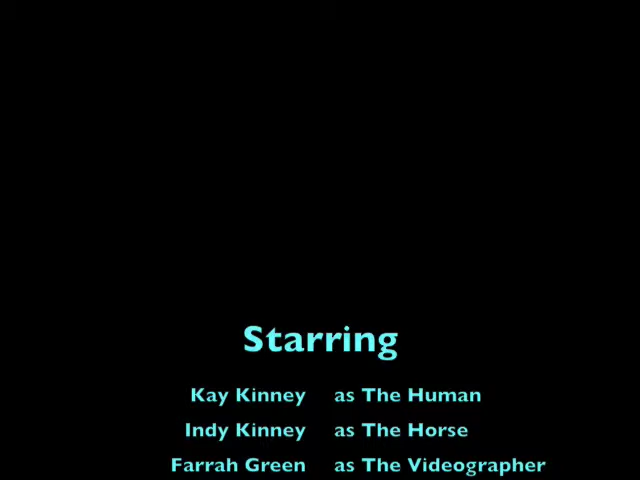 Starring
Kay Kinney as The Human
Indy Kinney as The Horse
Farrah Green as The Videographer